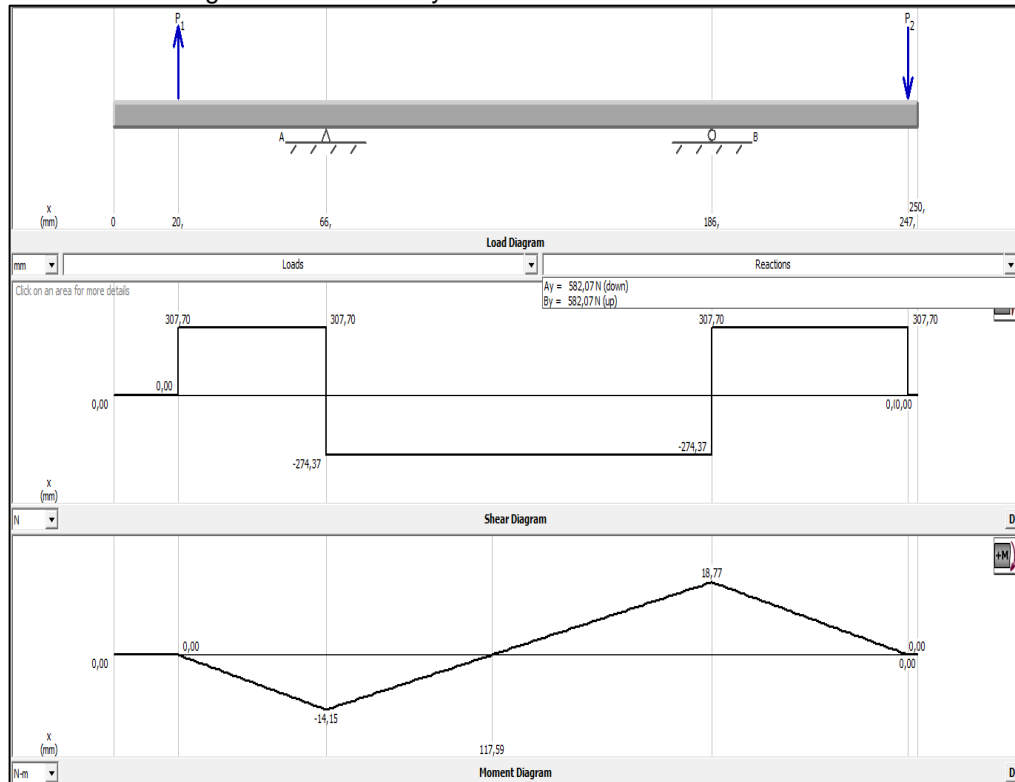 P1 P2
A B
x
(mm) 0 20, 66, 186, 247, 250,
Load Diagram
mm Loads Reactions
Click on an area for more details
Ay = 582,07 N (down)
By = 582,07 N (up)
307,70 307,70 307,70 307,70
0,00
0,00
-274,37 -274,37
x
(mm)
N Shear Diagram D
+M
18,77
0,00 0,00
0,00 0,00
-14,15
x
(mm) 117,59
N-m Moment Diagram D